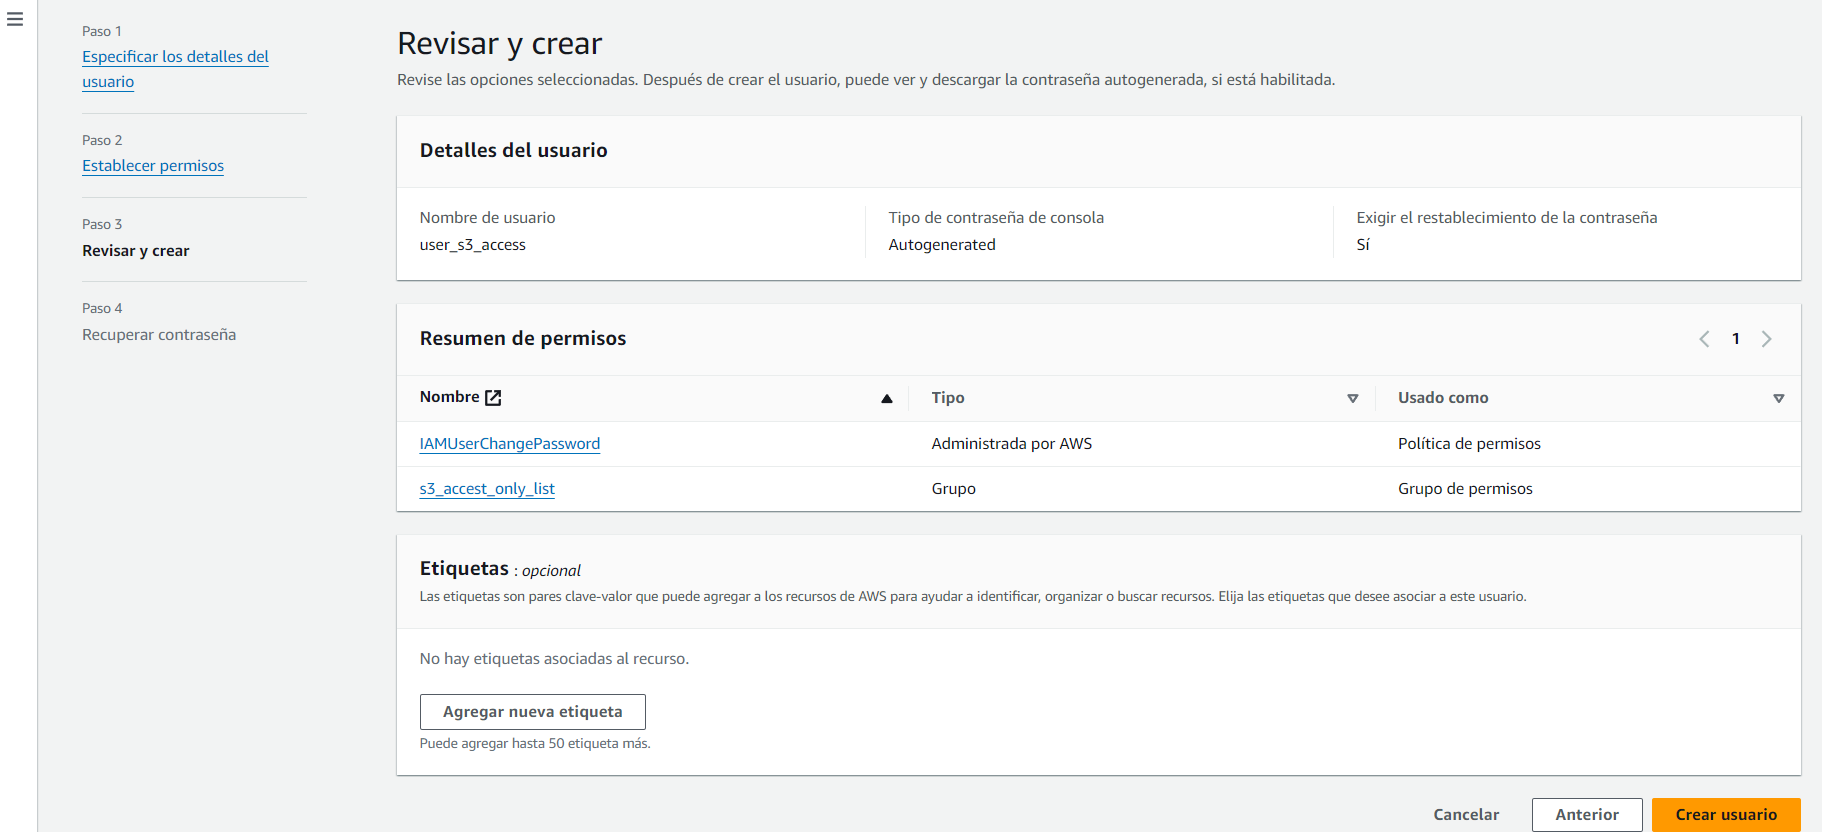 Paso 1
Especificar los detalles del
usuario
Paso 2
Establecer permisos
Paso 3
Revisar y crear
Paso 4
Recuperar contraseña
Revisar y crear
Revise las opciones seleccionadas. Después de crear el usuario, puede ver y descargar la contraseña autogenerada, si está habilitada.
Detalles del usuario
Nombre de usuario
user_s3_access
Tipo de contraseña de consola
Autogenerated
Exigir el restablecimiento de la contraseña
Sí
Resumen de permisos
1
Nombre Tipo Usado como
IAMUserChangePassword Administrada por AWS Política de permisos
s3_accest_only_list Grupo Grupo de permisos
Etiquetas : opcional
Las etiquetas son pares clave-valor que puede agregar a los recursos de AWS para ayudar a identificar, organizar o buscar recursos. Elija las etiquetas que desee asociar a este usuario.
No hay etiquetas asociadas al recurso.
Agregar nueva etiqueta
Puede agregar hasta 50 etiqueta más.
Cancelar Anterior Crear usuario